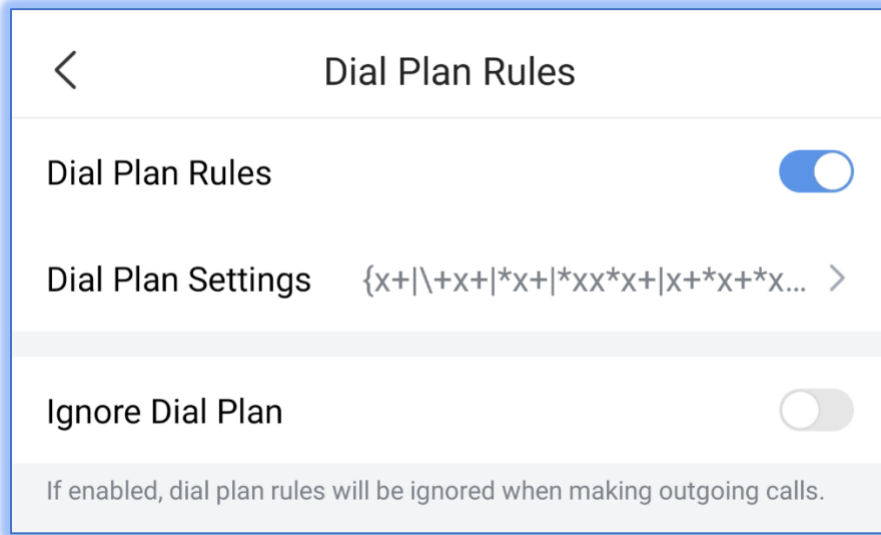 Dial Plan Rules
Dial Plan Rules
Dial Plan Settings {x+|\+x+|*x+|*xx*x+|x+*x+*x...
Ignore Dial Plan
If enabled, dial plan rules will be ignored when making outgoing calls.